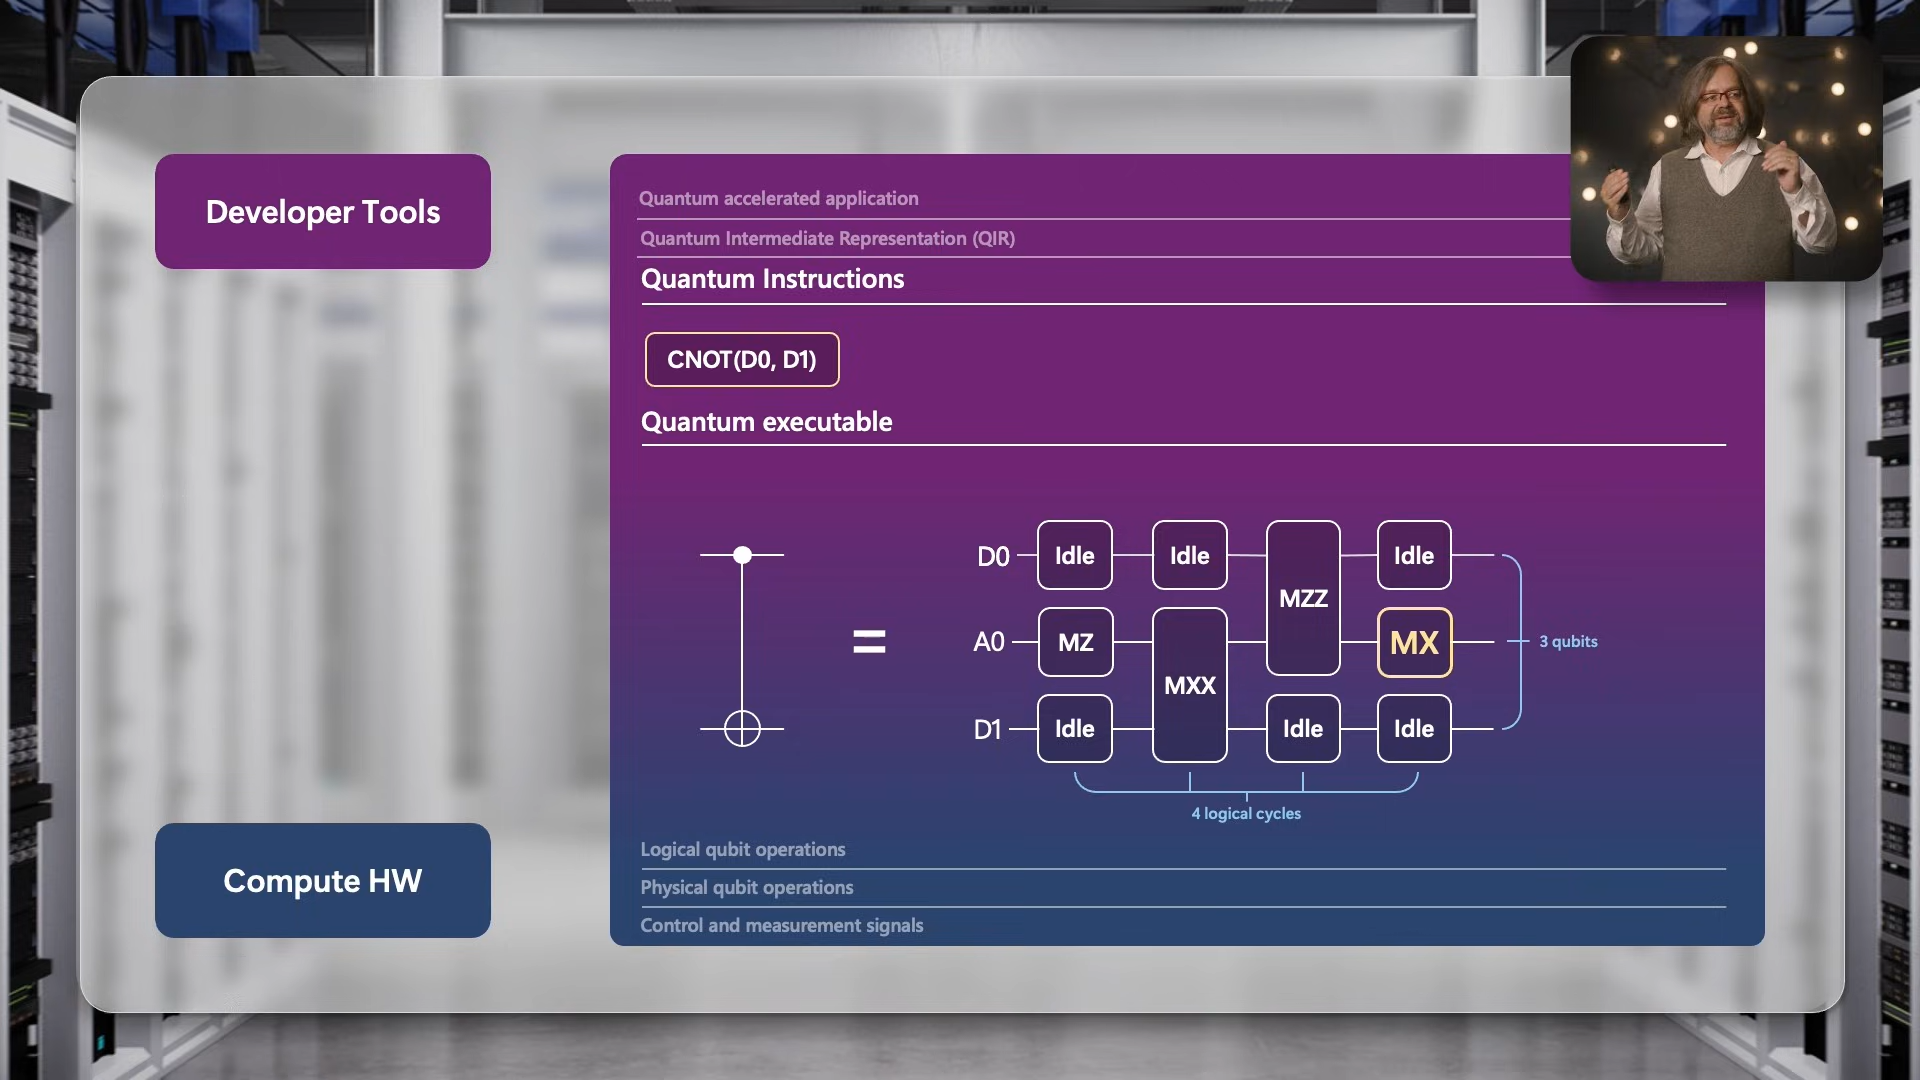 Developer Tools
Compute HW
Quantum accelerated application
Quantum Intermediate Representation (QIR)
Quantum Instructions
CNOT(D0, D1)
Quantum executable
=
D0 Idle Idle MZZ Idle
A0 MZ MXX MX 3 qubits
D1 Idle Idle Idle
4 logical cycles
Logical qubit operations
Physical qubit operations
Control and measurement signals